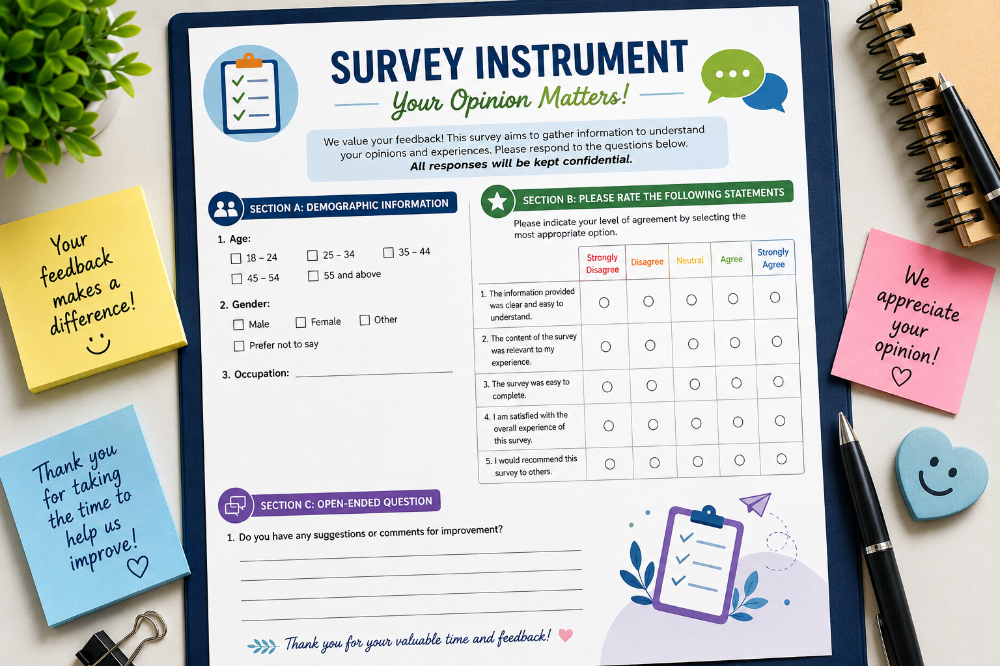 SURVEY INSTRUMENT
Your Opinion Matters!
We value your feedback! This survey aims to gather information to understand
your opinions and experiences. Please respond to the questions below.
All responses will be kept confidential.
SECTION A: DEMOGRAPHIC INFORMATION
1. Age:
18 – 24
25 – 34
35 – 44
45 – 54
55 and above
2. Gender:
Male
Female
Other
Prefer not to say
3. Occupation:
SECTION B: PLEASE RATE THE FOLLOWING STATEMENTS
Please indicate your level of agreement by selecting the
most appropriate option.
Strongly
Disagree
Disagree
Neutral
Agree
Strongly
Agree
1. The information provided
was clear and easy to
understand.
2. The content of the survey
was relevant to my
experience.
3. The survey was easy to
complete.
4. I am satisfied with the
overall experience of
this survey.
5. I would recommend this
survey to others.
SECTION C: OPEN-ENDED QUESTION
1. Do you have any suggestions or comments for improvement?
Thank you for your valuable time and feedback!
Your
feedback
makes a
difference!
Thank you
for taking
the time to
help us
improve!
We
appreciate
your
opinion!